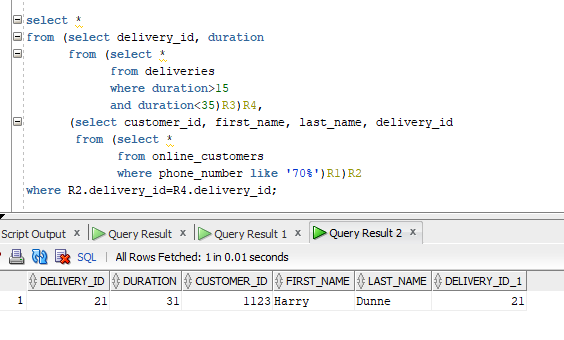 select *
from (select delivery_id, duration
from (select *
from deliveries
where duration>15
and duration<35)R3)R4,
(select customer_id, first_name, last_name, delivery_id
from (select *
from online_customers
where phone_number like '70%')R1)R2
where R2.delivery_id=R4.delivery_id;
Script Output x Query Result x Query Result 1 x Query Result 2 x
SQL | All Rows Fetched: 1 in 0.01 seconds
DELIVERY_ID DURATION CUSTOMER_ID FIRST_NAME LAST_NAME DELIVERY_ID_1
1 21 31 1123 Harry Dunne 21